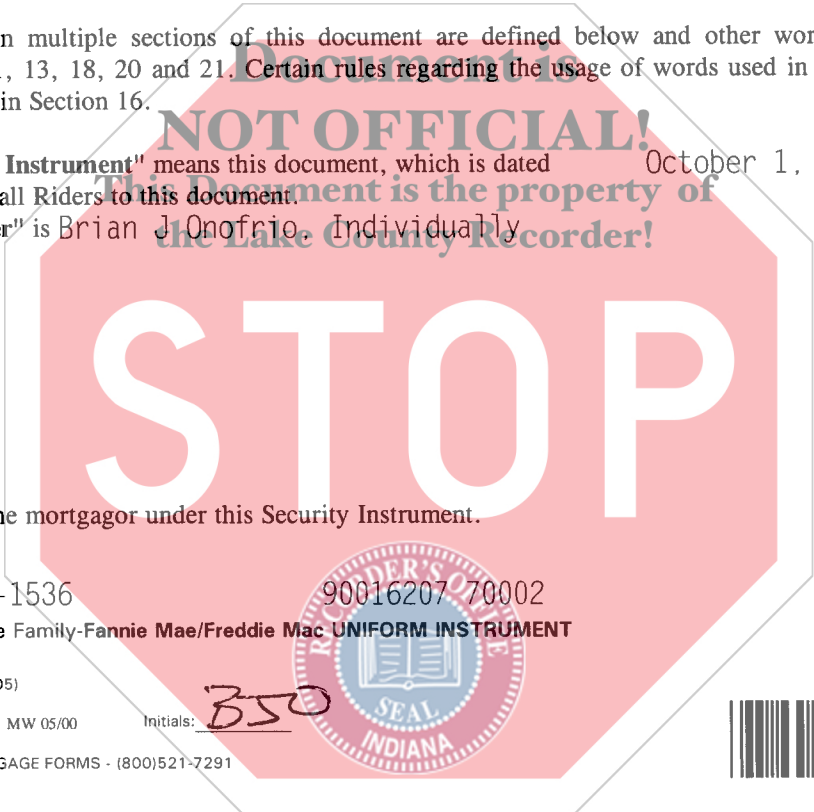 n multiple sections of this document are defined below and other wor
, 13, 18, 20 and 21. Certain rules regarding the usage of words used in
in Section 16.
Document is
NOT OFFICIAL!
This Document is the property of
the Lake County Recorder!
Instrument" means this document, which is dated October 1,
all Riders to this document.
r" is Brian J Onofrio, Individually
STOP
ne mortgagor under this Security Instrument.
-1536 90016207 70002
e Family-Fannie Mae/Freddie Mac UNIFORM INSTRUMENT
05)
MW 05/00 Initials: BJO
GAGE FORMS - (800)521-7291
RECORDER'S OFFICE
SEAL
INDIANA